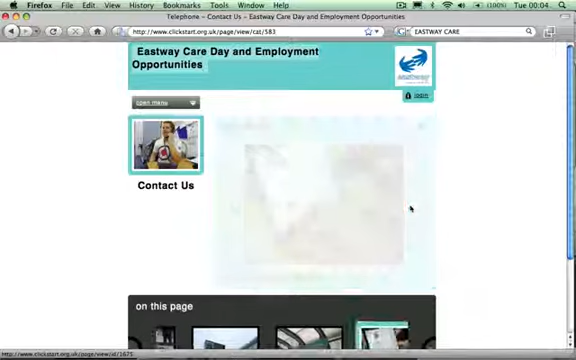 Firefox File Edit View History Bookmarks Tools Window Help (100%) Tue 00:04
Telephone – Contact Us – Eastway Care Day and Employment Opportunities
http://www.clickstart.org.uk/page/view/cat/583
EASTWAY CARE
Eastway Care Day and Employment
Opportunities
eastway
open menu
login
Contact Us
on this page
http://www.clickstart.org.uk/page/view/id/1675